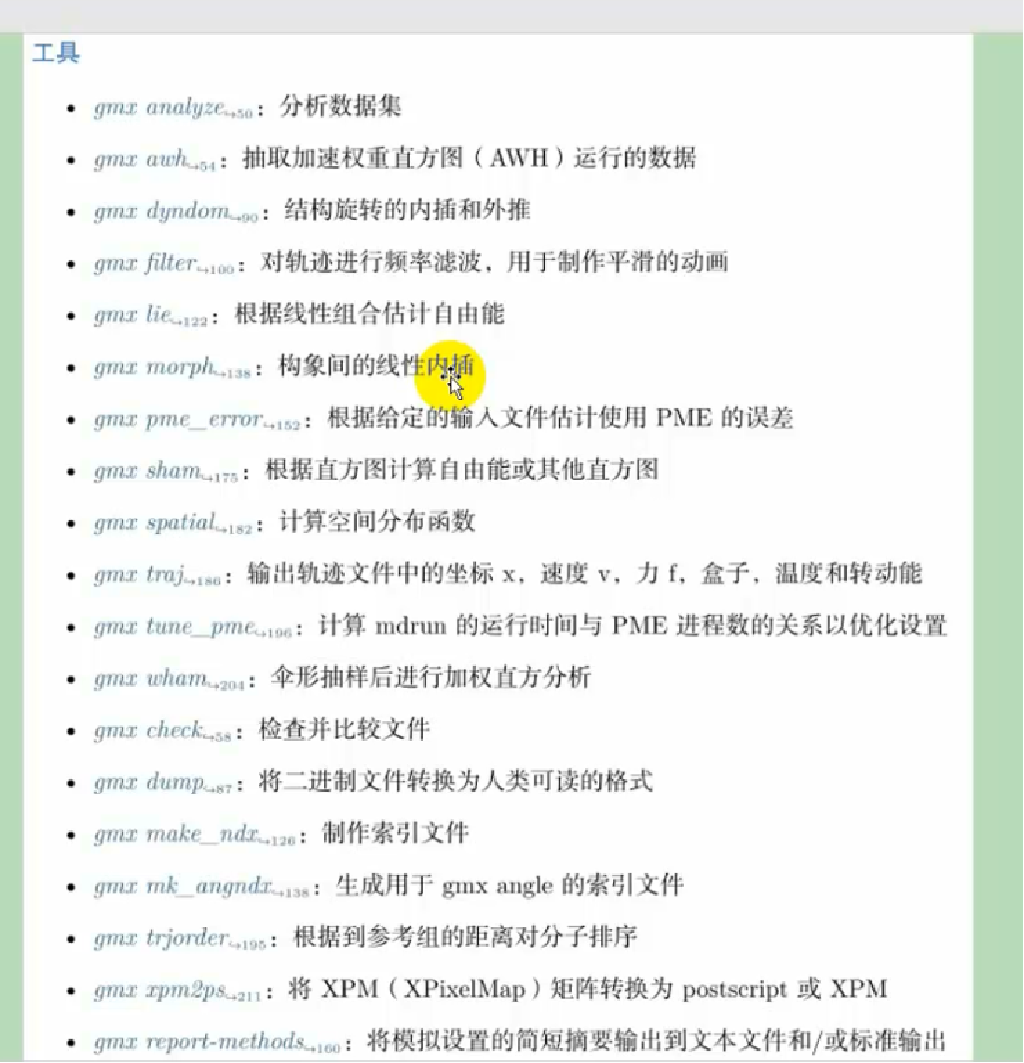 工具
• gmx analyze↪50：分析数据集
• gmx awh↪54：抽取加速权重直方图（AWH）运行的数据
• gmx dyndom↪90：结构旋转的内插和外推
• gmx filter↪100：对轨迹进行频率滤波，用于制作平滑的动画
• gmx lie↪122：根据线性组合估计自由能
• gmx morph↪138：构象间的线性内插
• gmx pme_error↪152：根据给定的输入文件估计使用 PME 的误差
• gmx sham↪175：根据直方图计算自由能或其他直方图
• gmx spatial↪182：计算空间分布函数
• gmx traj↪186：输出轨迹文件中的坐标 x，速度 v，力 f，盒子，温度和转动能
• gmx tune_pme↪196：计算 mdrun 的运行时间与 PME 进程数的关系以优化设置
• gmx wham↪204：伞形抽样后进行加权直方分析
• gmx check↪58：检查并比较文件
• gmx dump↪87：将二进制文件转换为人类可读的格式
• gmx make_ndx↪126：制作索引文件
• gmx mk_angndx↪138：生成用于 gmx angle 的索引文件
• gmx trjorder↪195：根据到参考组的距离对分子排序
• gmx xpm2ps↪211：将 XPM（XPixelMap）矩阵转换为 postscript 或 XPM
• gmx report-methods↪160：将模拟设置的简短摘要输出到文本文件和/或标准输出